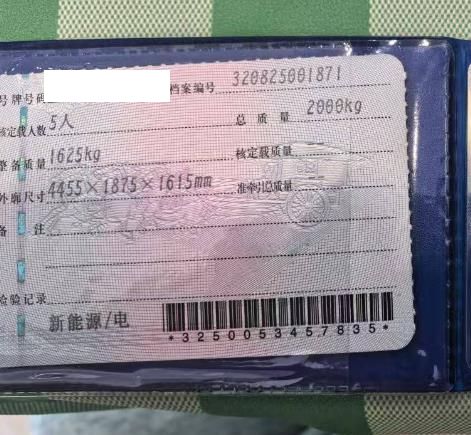 号牌号码 档案编号 320825001871
核定载人数 5人 总质量 2000kg
整备质量 1625kg 核定载质量
外廓尺寸 4455×1875×1615mm 准牵引总质量
备注
检验记录
新能源/电
*3250053457835*